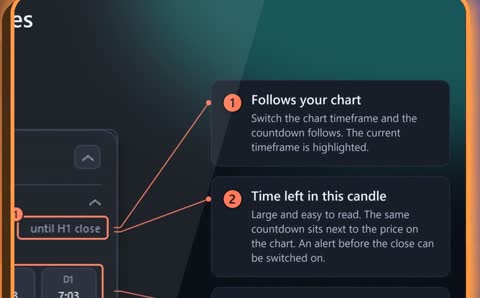 es
1 Follows your chart
Switch the chart timeframe and the
countdown follows. The current
timeframe is highlighted.
2 Time left in this candle
Large and easy to read. The same
countdown sits next to the price on
the chart. An alert before the close can
be switched on.
1
until H1 close
D1
7:03